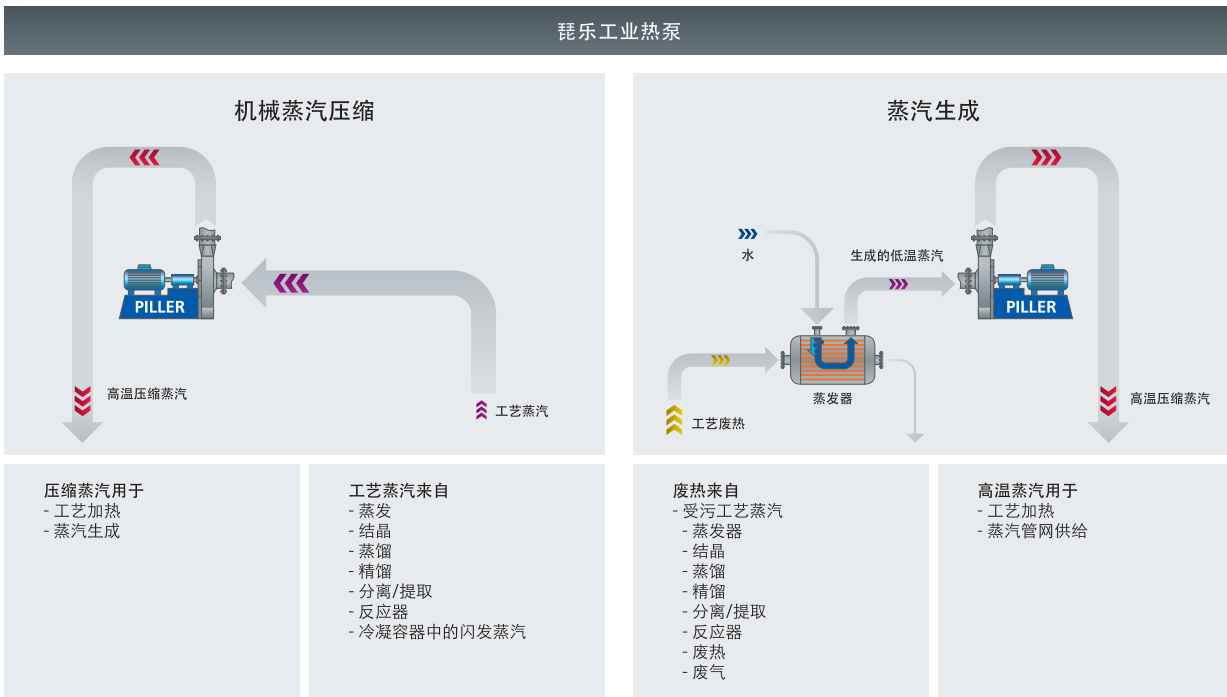 琵乐工业热泵
机械蒸汽压缩
PILLER
高温压缩蒸汽
工艺蒸汽
蒸汽生成
水
生成的低温蒸汽
PILLER
蒸发器
高温压缩蒸汽
工艺废热
压缩蒸汽用于
- 工艺加热
- 蒸汽生成
工艺蒸汽来自
- 蒸发
- 结晶
- 蒸馏
- 精馏
- 分离/提取
- 反应器
- 冷凝容器中的闪发蒸汽
废热来自
- 受污工艺蒸汽
- 蒸发器
- 结晶
- 蒸馏
- 精馏
- 分离/提取
- 反应器
- 废热
- 废气
高温蒸汽用于
- 工艺加热
- 蒸汽管网供给